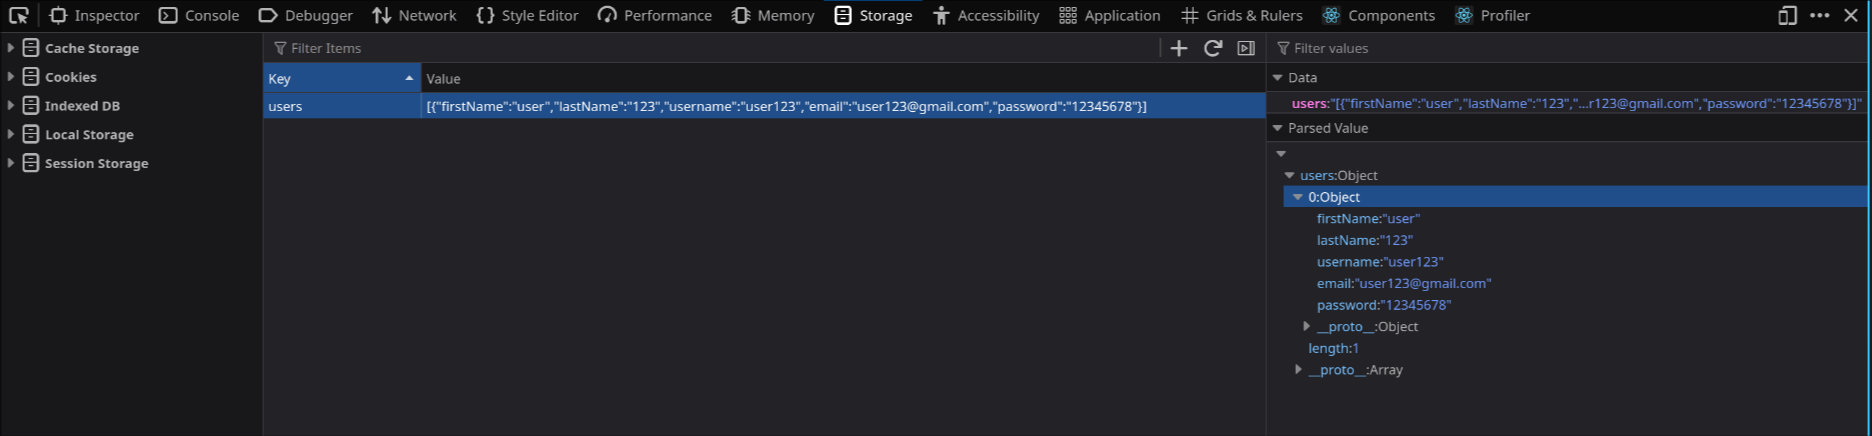 Inspector Console Debugger Network Style Editor Performance Memory Storage Accessibility Application Grids & Rulers Components Profiler
Cache Storage
Cookies
Indexed DB
Local Storage
Session Storage
Filter Items
Key Value
users [{"firstName":"user","lastName":"123","username":"user123","email":"user123@gmail.com","password":"12345678"}]
Filter values
Data
users:"[{"firstName":"user","lastName":"123","...r123@gmail.com","password":"12345678"}]"
Parsed Value
users:Object
0:Object
firstName:"user"
lastName:"123"
username:"user123"
email:"user123@gmail.com"
password:"12345678"
__proto__:Object
length:1
__proto__:Array